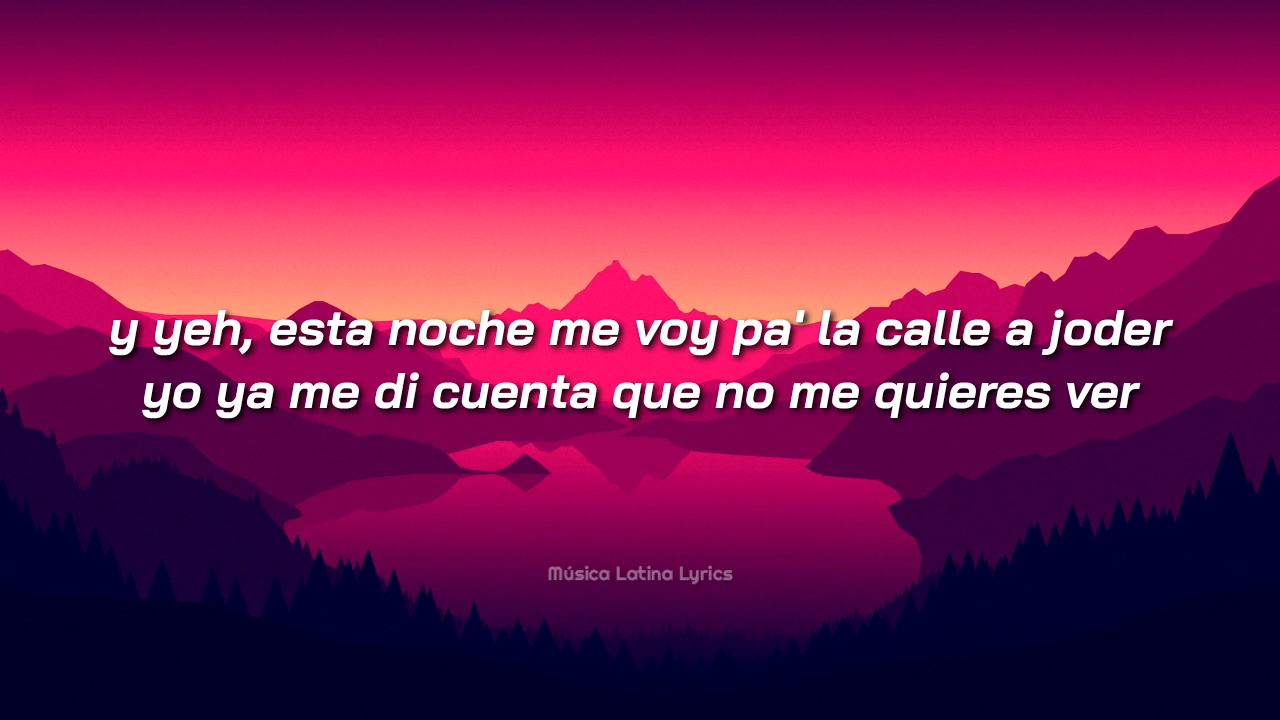 y yeh, esta noche me voy pa' la calle a joder
yo ya me di cuenta que no me quieres ver
Música Latina Lyrics